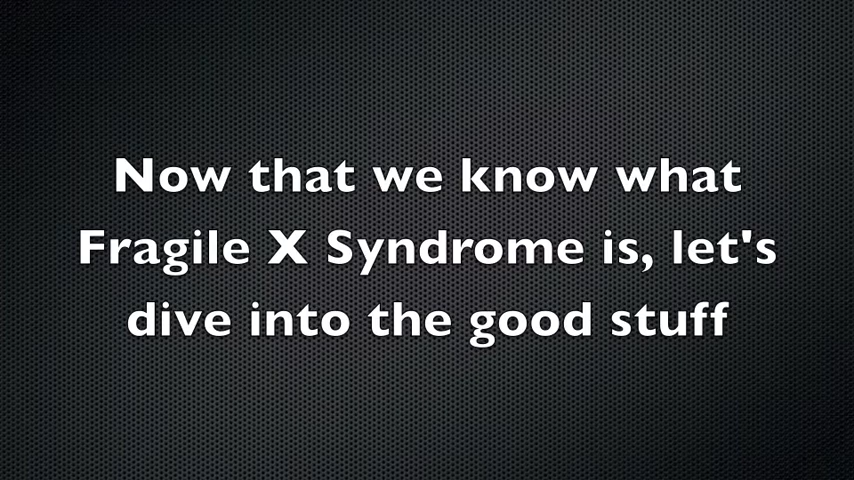 Now that we know what
Fragile X Syndrome is, let's
dive into the good stuff